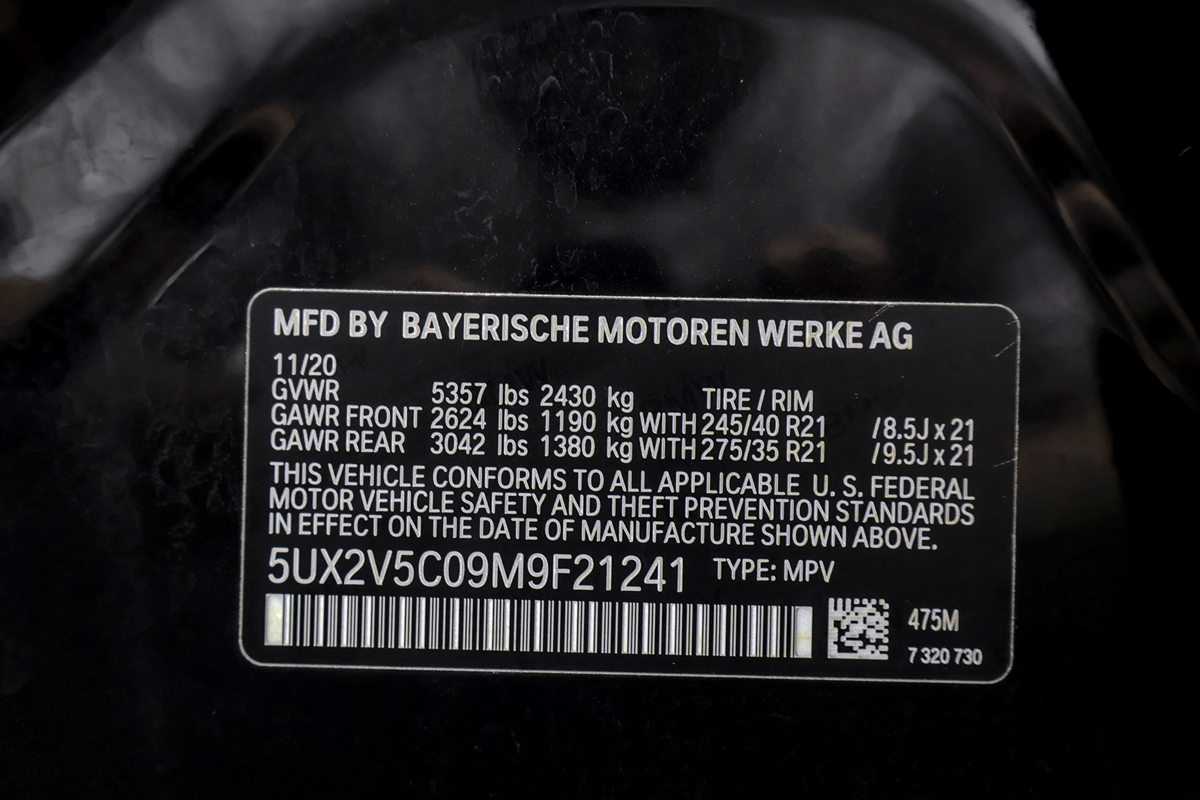 MFD BY BAYERISCHE MOTOREN WERKE AG
11/20
GVWR 5357 lbs 2430 kg TIRE / RIM
GAWR FRONT 2624 lbs 1190 kg WITH 245/40 R21 /8.5J x 21
GAWR REAR 3042 lbs 1380 kg WITH 275/35 R21 /9.5J x 21
THIS VEHICLE CONFORMS TO ALL APPLICABLE U. S. FEDERAL
MOTOR VEHICLE SAFETY AND THEFT PREVENTION STANDARDS
IN EFFECT ON THE DATE OF MANUFACTURE SHOWN ABOVE.
5UX2V5C09M9F21241 TYPE: MPV
475M
7 320 730